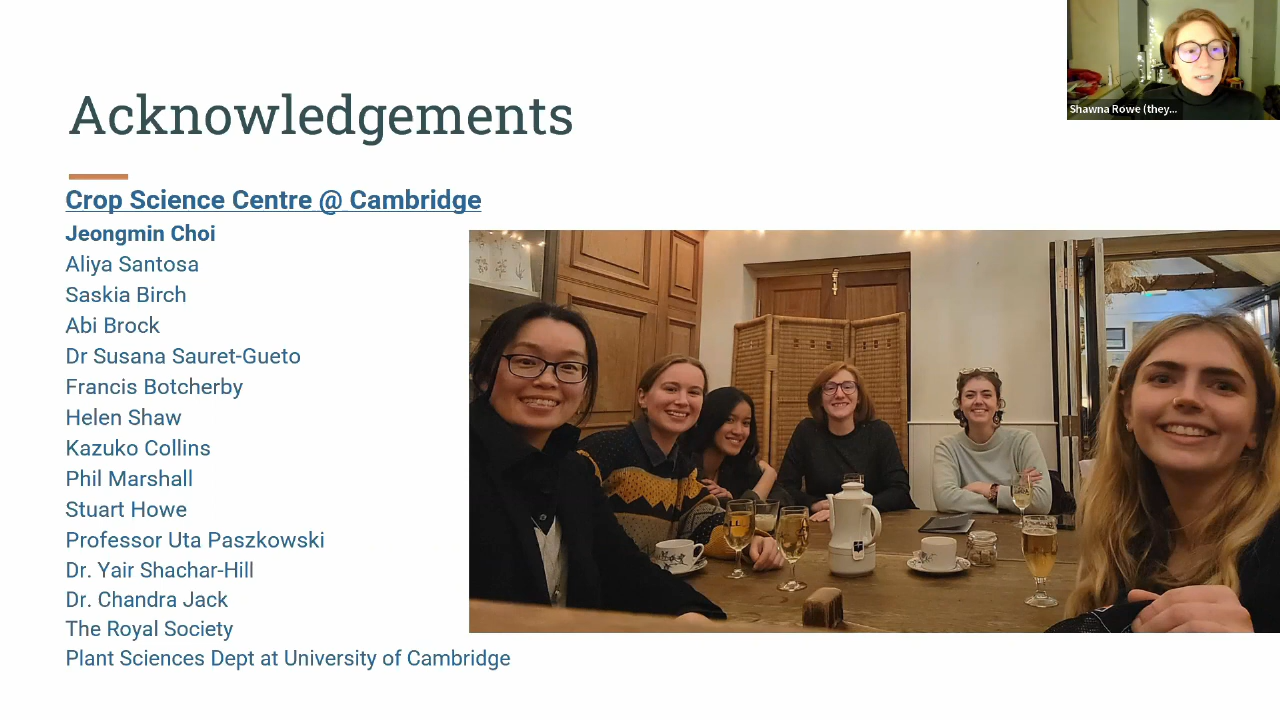 Acknowledgements
Shawna Rowe (they...
Crop Science Centre @ Cambridge
Jeongmin Choi
Aliya Santosa
Saskia Birch
Abi Brock
Dr Susana Sauret-Gueto
Francis Botcherby
Helen Shaw
Kazuko Collins
Phil Marshall
Stuart Howe
Professor Uta Paszkowski
Dr. Yair Shachar-Hill
Dr. Chandra Jack
The Royal Society
Plant Sciences Dept at University of Cambridge